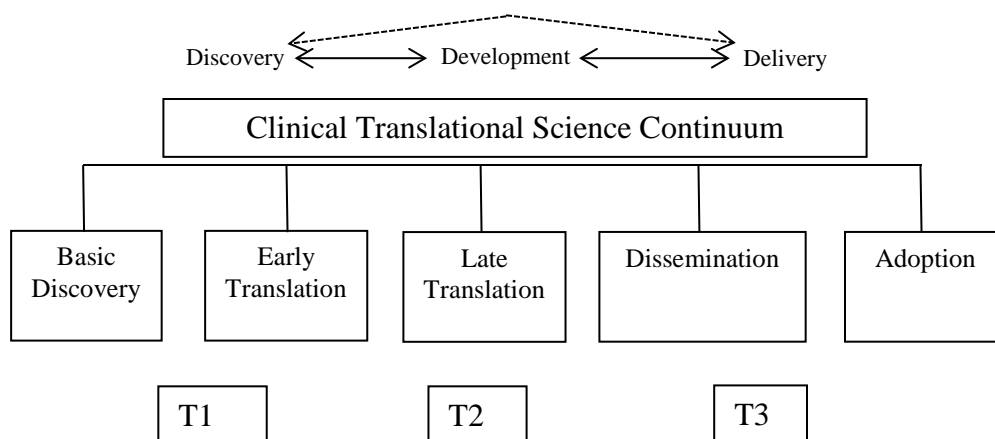 Discovery Development Delivery
Clinical Translational Science Continuum
Basic
Discovery
Early
Translation
Late
Translation
Dissemination
Adoption
T1 T2 T3